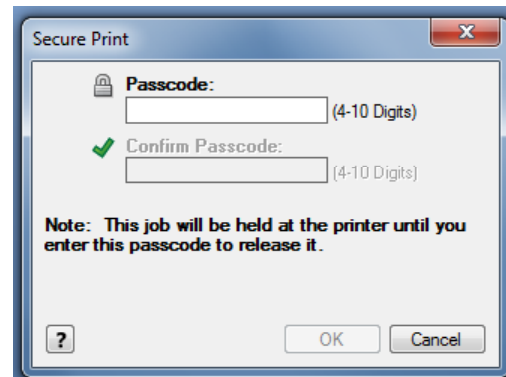 Secure Print
Passcode:
(4-10 Digits)
Confirm Passcode:
(4-10 Digits)
Note: This job will be held at the printer until you
enter this passcode to release it.
?
OK
Cancel